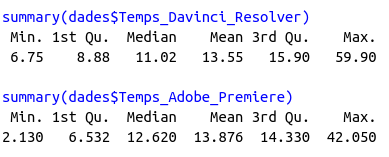 summary(dades$Temps_Davinci_Resolver)
Min. 1st Qu. Median Mean 3rd Qu. Max.
6.75 8.88 11.02 13.55 15.90 59.90
summary(dades$Temps_Adobe_Premiere)
Min. 1st Qu. Median Mean 3rd Qu. Max.
2.130 6.532 12.620 13.876 14.330 42.050